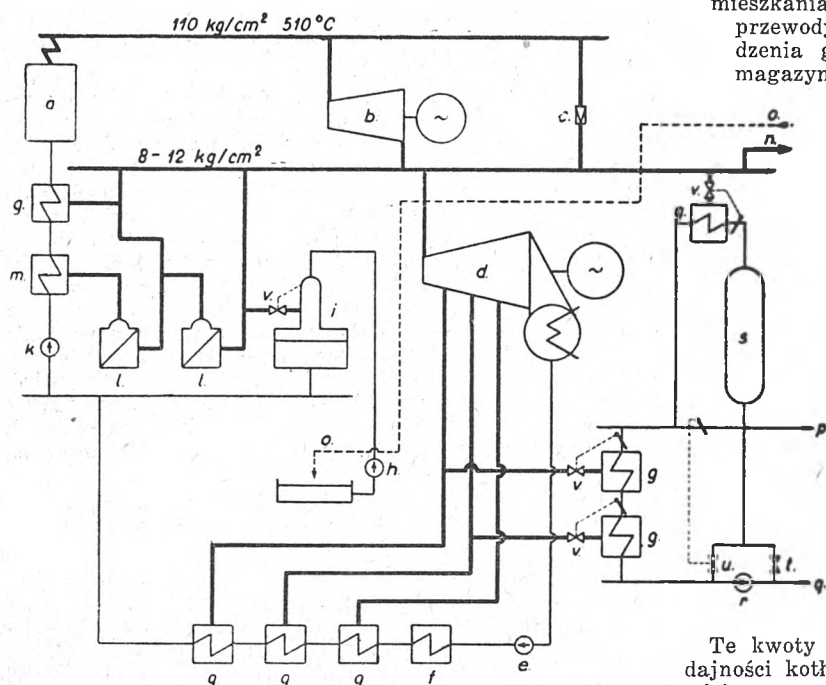 mieszkania
przewody
dzenia g
magazyn
110 kg/cm² 510°C
a
b.
~
c.
o.
n.
8-12 kg/cm²
g.
v.
g.
m.
d.
~
v.
i
s
k
l.
l.
p
o.
h.
v.
g
v.
g.
u.
t.
r
q.
e.
g
g
g
f
Te kwoty
dajności kotł